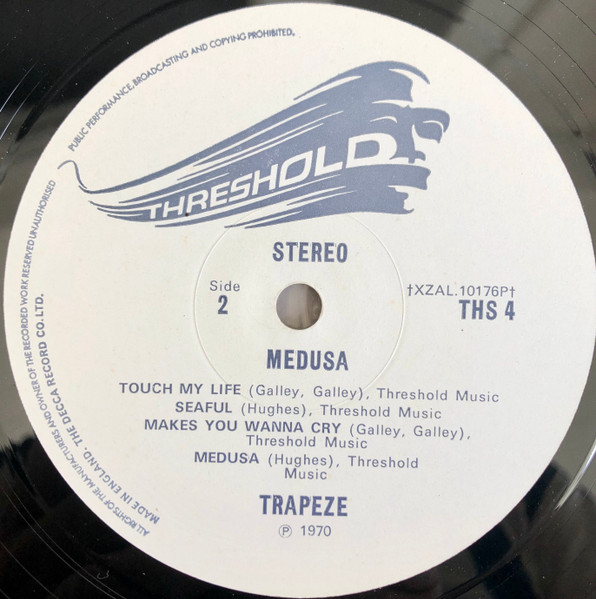 PUBLIC PERFORMANCE, BROADCASTING AND COPYING PROHIBITED.
ALL RIGHTS OF THE MANUFACTURERS AND OWNER OF THE RECORDED WORK RESERVED UNAUTHORISED
MADE IN ENGLAND. THE DECCA RECORD CO. LTD.
THRESHOLD
STEREO
Side
2
†XZAL.10176P†
THS 4
MEDUSA
TOUCH MY LIFE (Galley, Galley), Threshold Music
SEAFUL (Hughes), Threshold Music
MAKES YOU WANNA CRY (Galley, Galley),
Threshold Music
MEDUSA (Hughes), Threshold
Music
TRAPEZE
Ⓟ 1970